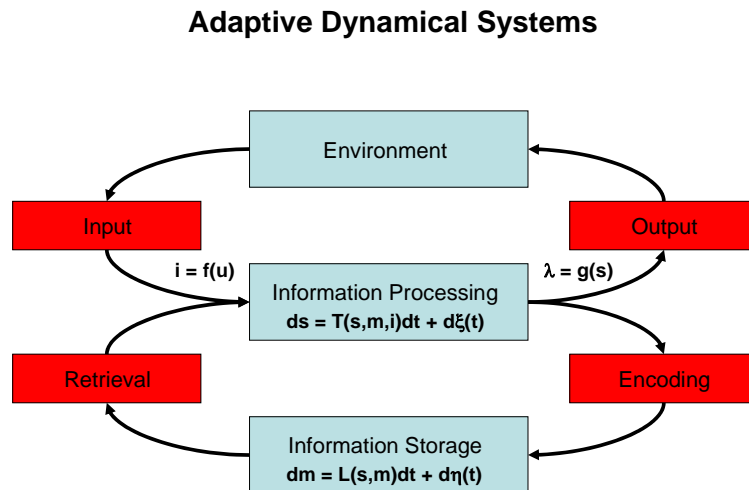 Adaptive Dynamical Systems
Environment
Input
Output
i = f(u)
λ = g(s)
Information Processing
ds = T(s,m,i)dt + dξ(t)
Retrieval
Encoding
Information Storage
dm = L(s,m)dt + dη(t)